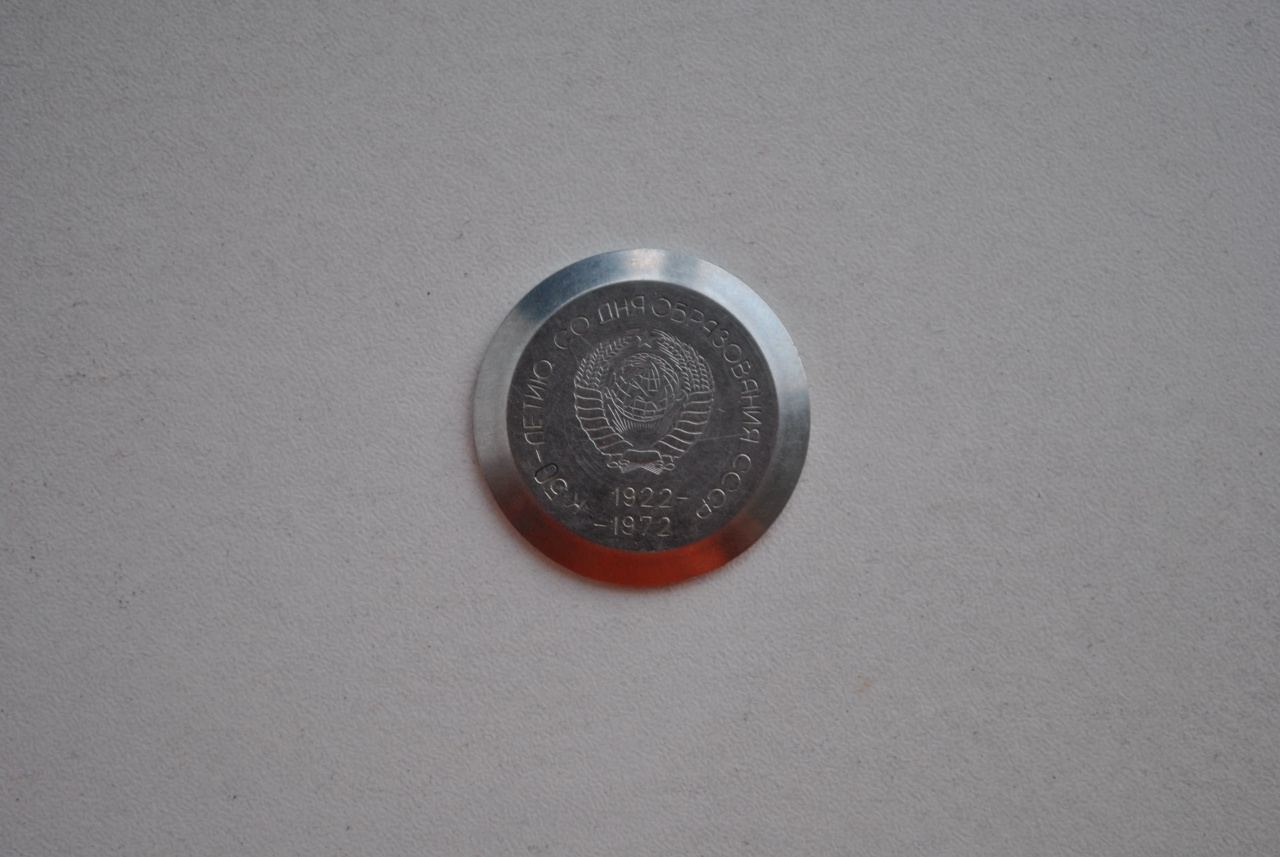 К 50-ЛЕТИЮ СО ДНЯ ОБРАЗОВАНИЯ СССР
1922-
-1972